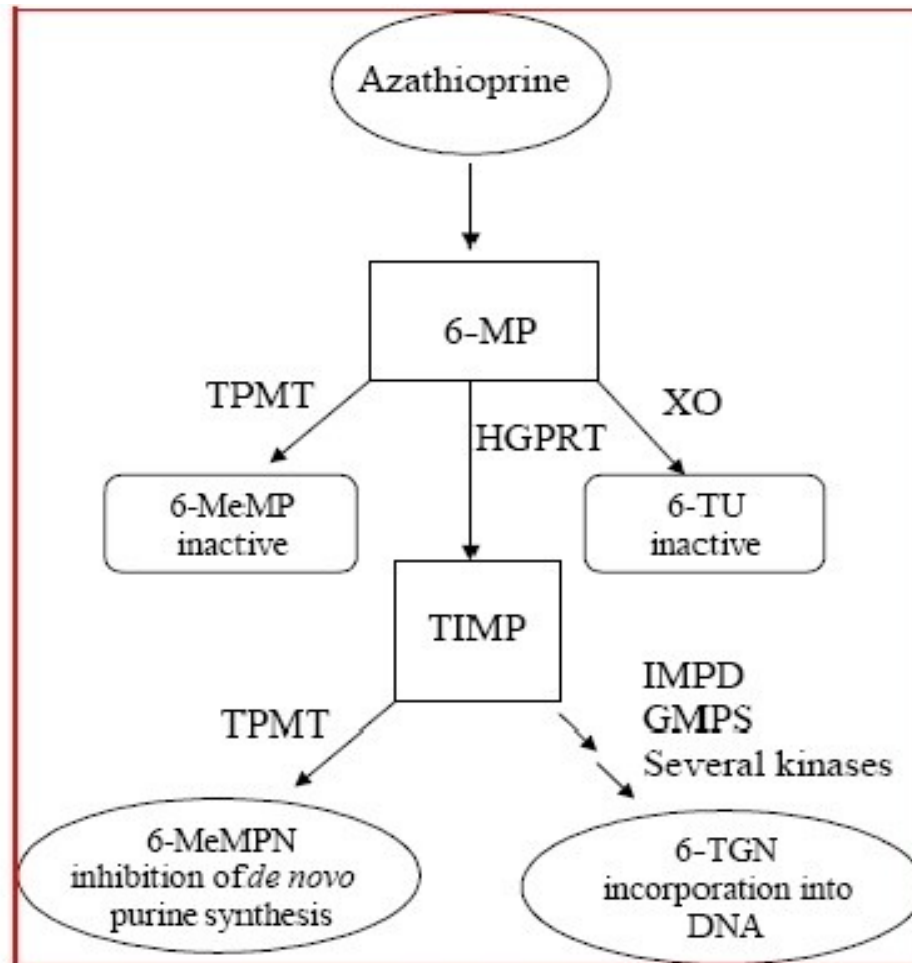 Azathioprine
6-MP
TPMT
HGPRT
XO
6-MeMP
inactive
6-TU
inactive
TIMP
TPMT
IMPD
GMPS
Several kinases
6-MeMPN
inhibition of de novo
purine synthesis
6-TGN
incorporation into
DNA